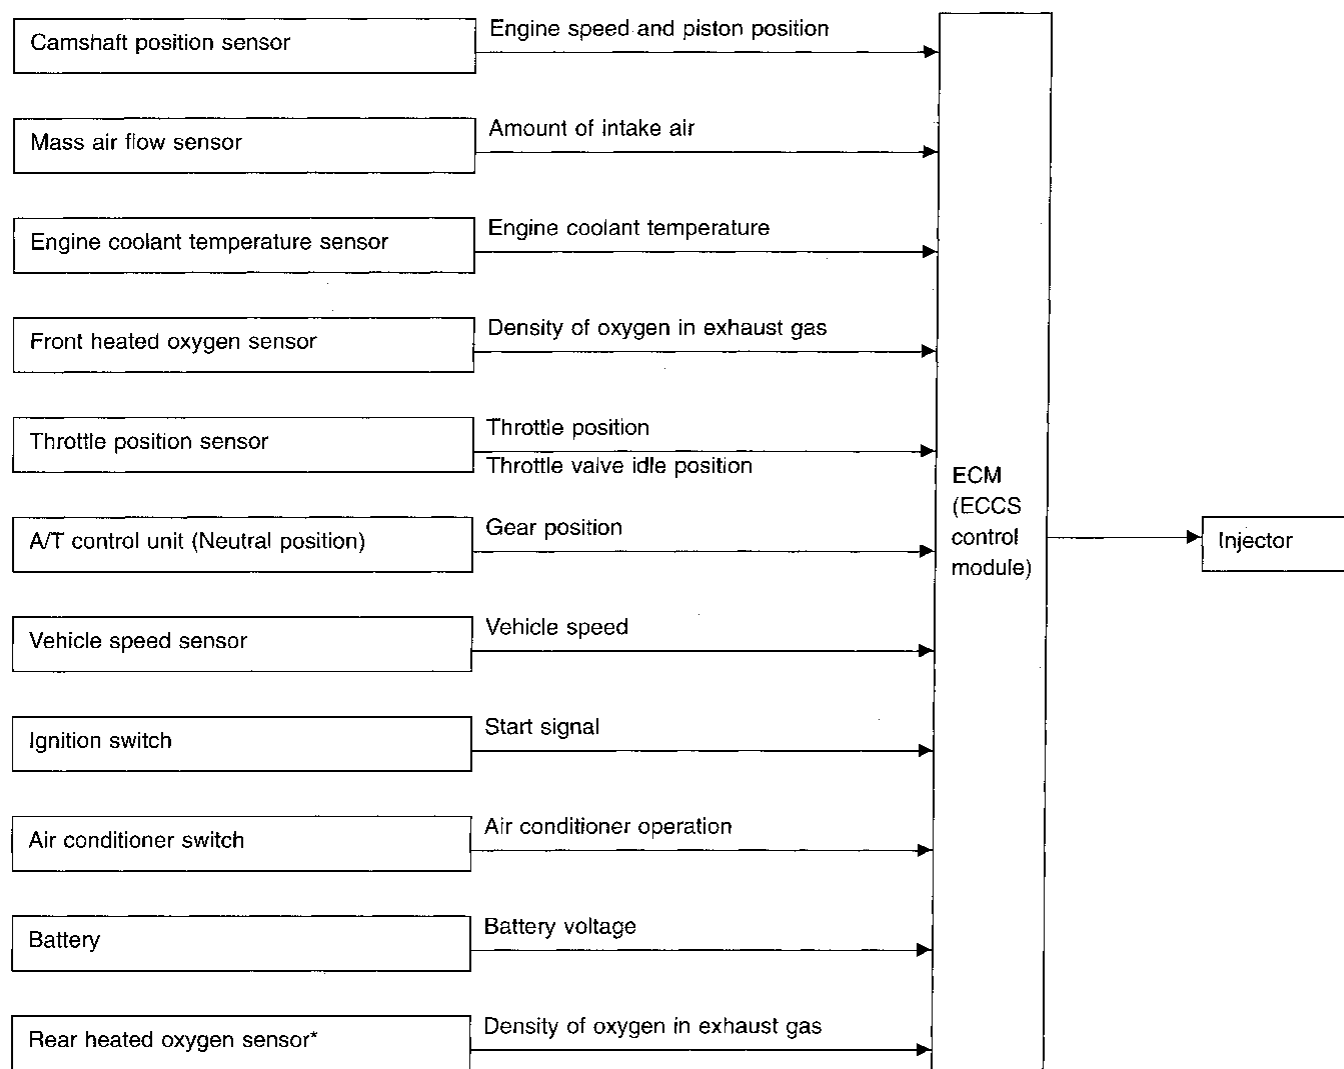 Camshaft position sensor
Engine speed and piston position
Mass air flow sensor
Amount of intake air
Engine coolant temperature sensor
Engine coolant temperature
Front heated oxygen sensor
Density of oxygen in exhaust gas
Throttle position sensor
Throttle position
Throttle valve idle position
A/T control unit (Neutral position)
Gear position
Vehicle speed sensor
Vehicle speed
Ignition switch
Start signal
Air conditioner switch
Air conditioner operation
Battery
Battery voltage
Rear heated oxygen sensor*
Density of oxygen in exhaust gas
ECM
(ECCS
control
module)
Injector